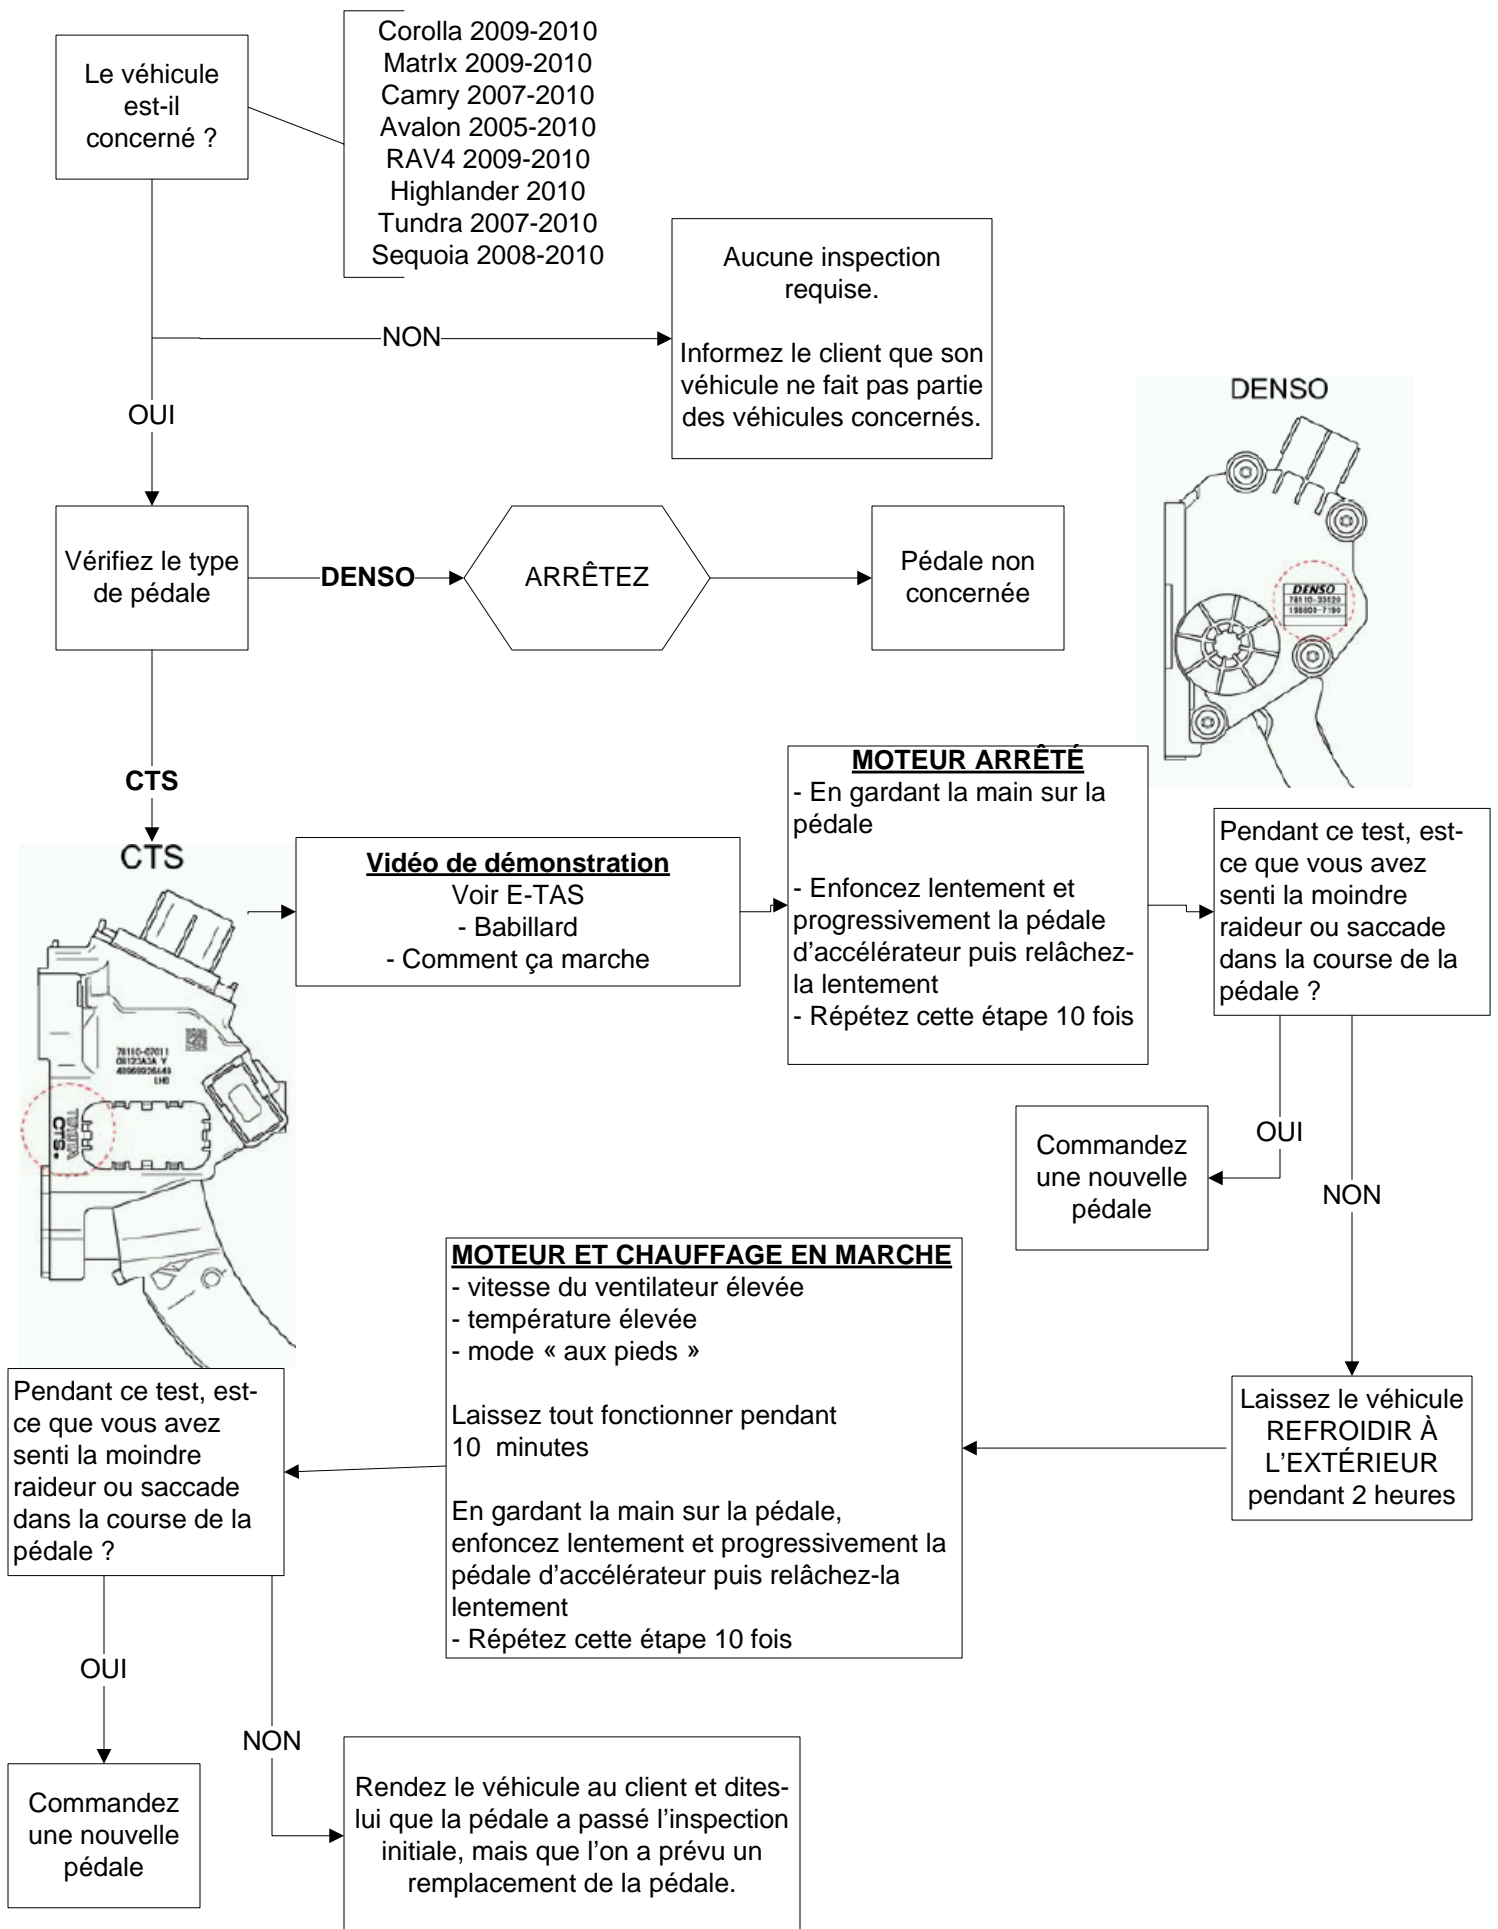 Le véhicule
est-il
concerné ?
Corolla 2009-2010
MatrIx 2009-2010
Camry 2007-2010
Avalon 2005-2010
RAV4 2009-2010
Highlander 2010
Tundra 2007-2010
Sequoia 2008-2010
NON
Aucune inspection
requise.
Informez le client que son
véhicule ne fait pas partie
des véhicules concernés.
OUI
Vérifiez le type
de pédale
DENSO
ARRÊTEZ
Pédale non
concernée
DENSO
DENSO
78110-33020
198800-7190
CTS
CTS
78110-07011
CTS
Vidéo de démonstration
Voir E-TAS
- Babillard
- Comment ça marche
MOTEUR ARRÊTÉ
- En gardant la main sur la
pédale
- Enfoncez lentement et
progressivement la pédale
d’accélérateur puis relâchez-
la lentement
- Répétez cette étape 10 fois
Pendant ce test, est-
ce que vous avez
senti la moindre
raideur ou saccade
dans la course de la
pédale ?
OUI
Commandez
une nouvelle
pédale
NON
Laissez le véhicule
REFROIDIR À
L’EXTÉRIEUR
pendant 2 heures
MOTEUR ET CHAUFFAGE EN MARCHE
- vitesse du ventilateur élevée
- température élevée
- mode « aux pieds »
Laissez tout fonctionner pendant
10  minutes
En gardant la main sur la pédale,
enfoncez lentement et progressivement la
pédale d’accélérateur puis relâchez-la
lentement
- Répétez cette étape 10 fois
Pendant ce test, est-
ce que vous avez
senti la moindre
raideur ou saccade
dans la course de la
pédale ?
OUI
Commandez
une nouvelle
pédale
NON
Rendez le véhicule au client et dites-
lui que la pédale a passé l’inspection
initiale, mais que l’on a prévu un
remplacement de la pédale.